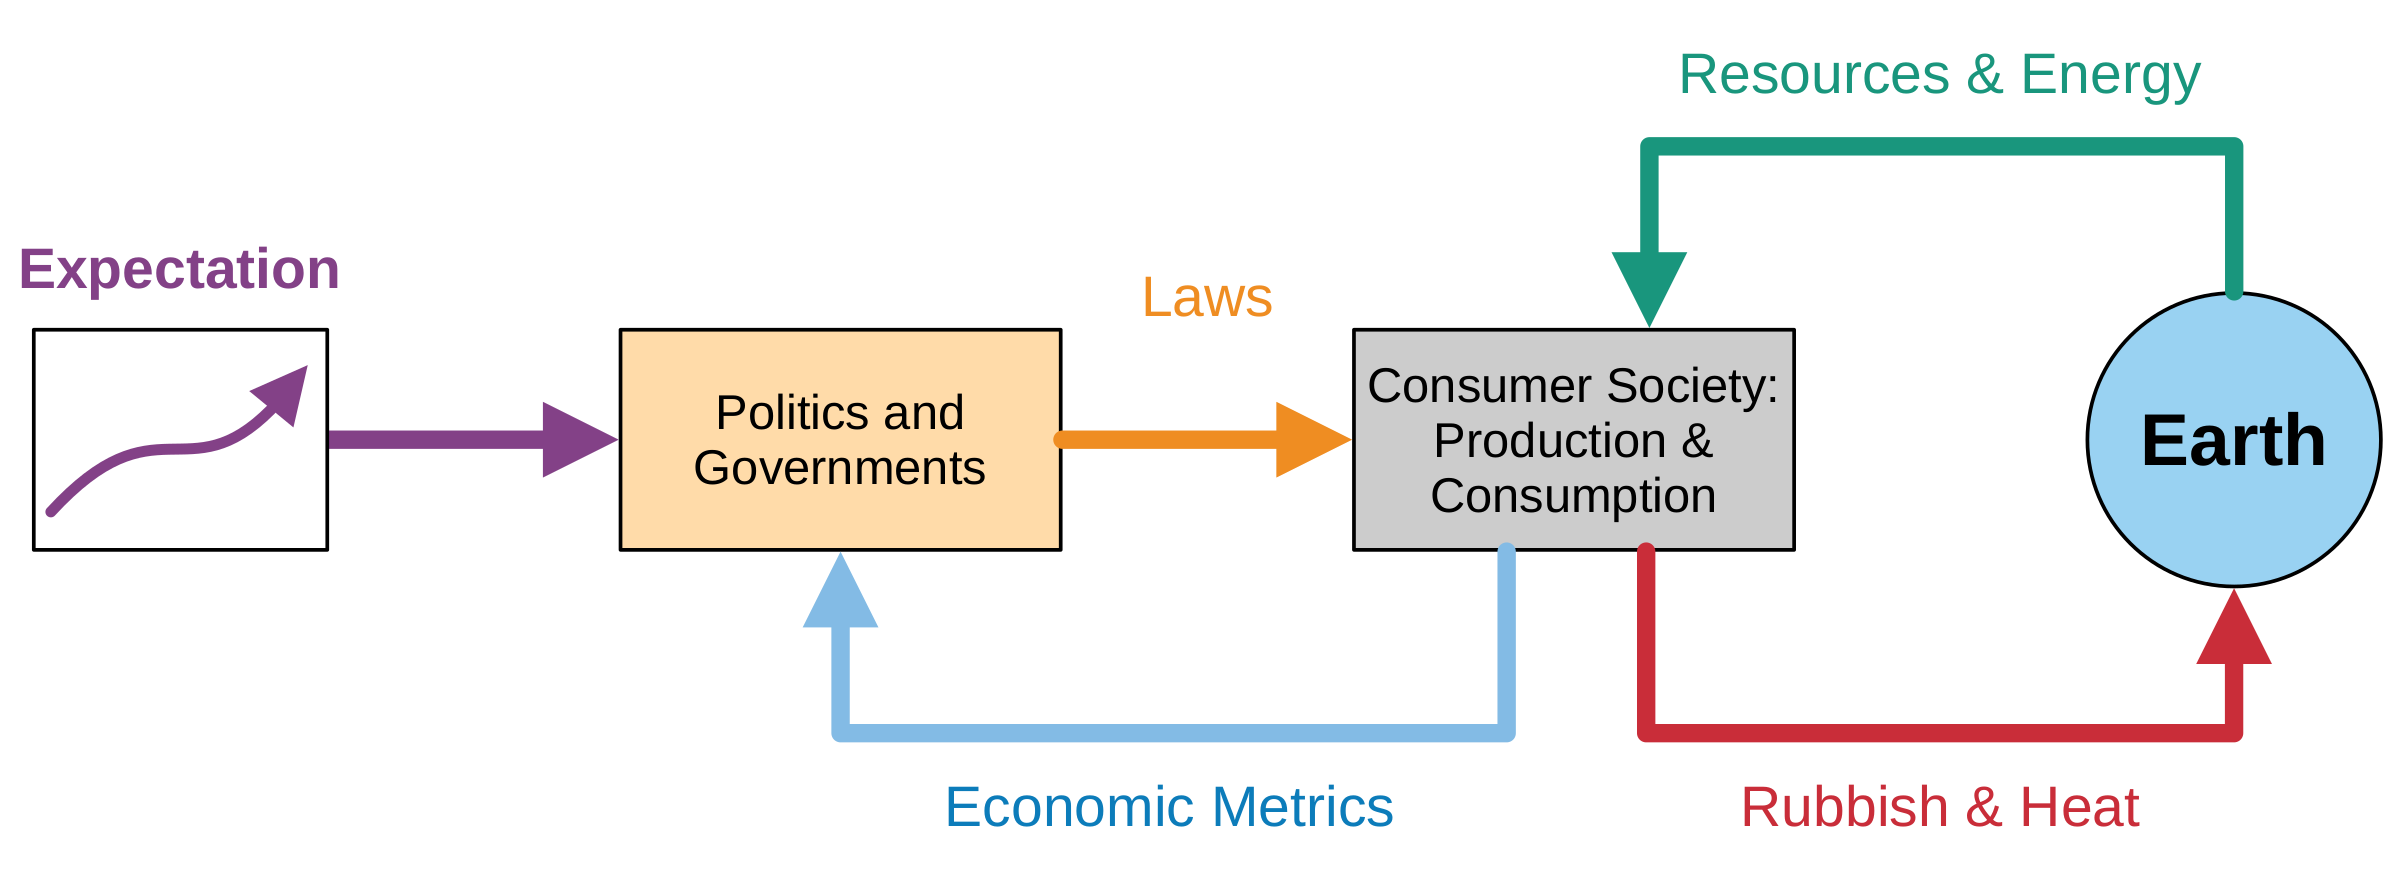 Resources & Energy
Expectation
Laws
Politics and
Governments
Consumer Society:
Production &
Consumption
Earth
Economic Metrics
Rubbish & Heat